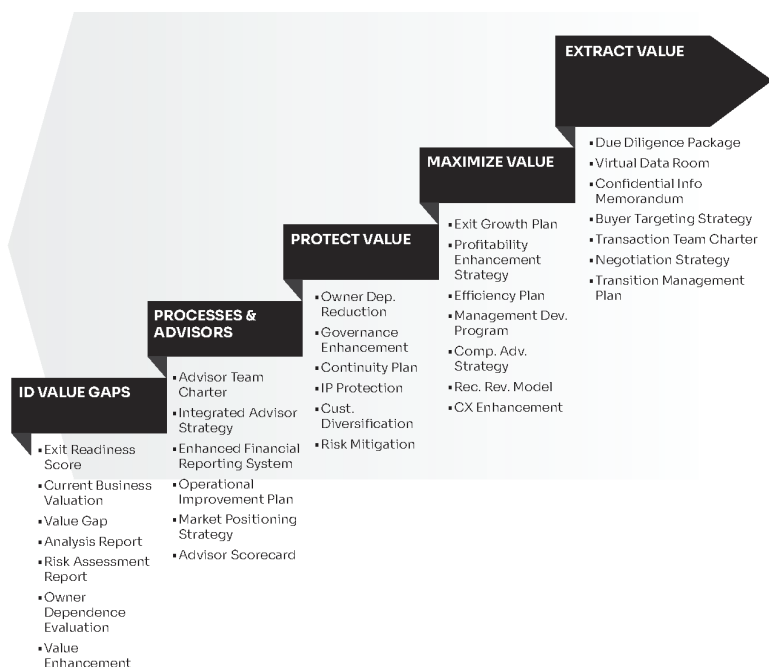 ID VALUE GAPS
▪Exit Readiness
Score
▪Current Business
Valuation
▪Value Gap
▪Analysis Report
▪Risk Assessment
Report
▪Owner
Dependence
Evaluation
▪Value
Enhancement
PROCESSES &
ADVISORS
▪Advisor Team
Charter
▪Integrated Advisor
Strategy
▪Enhanced Financial
Reporting System
▪Operational
Improvement Plan
▪Market Positioning
Strategy
▪Advisor Scorecard
PROTECT VALUE
▪Owner Dep.
Reduction
▪Governance
Enhancement
▪Continuity Plan
▪IP Protection
▪Cust.
Diversification
▪Risk Mitigation
MAXIMIZE VALUE
▪Exit Growth Plan
▪Profitability
Enhancement
Strategy
▪Efficiency Plan
▪Management Dev.
Program
▪Comp. Adv.
Strategy
▪Rec. Rev. Model
▪CX Enhancement
EXTRACT VALUE
▪Due Diligence Package
▪Virtual Data Room
▪Confidential Info
Memorandum
▪Buyer Targeting Strategy
▪Transaction Team Charter
▪Negotiation Strategy
▪Transition Management
Plan